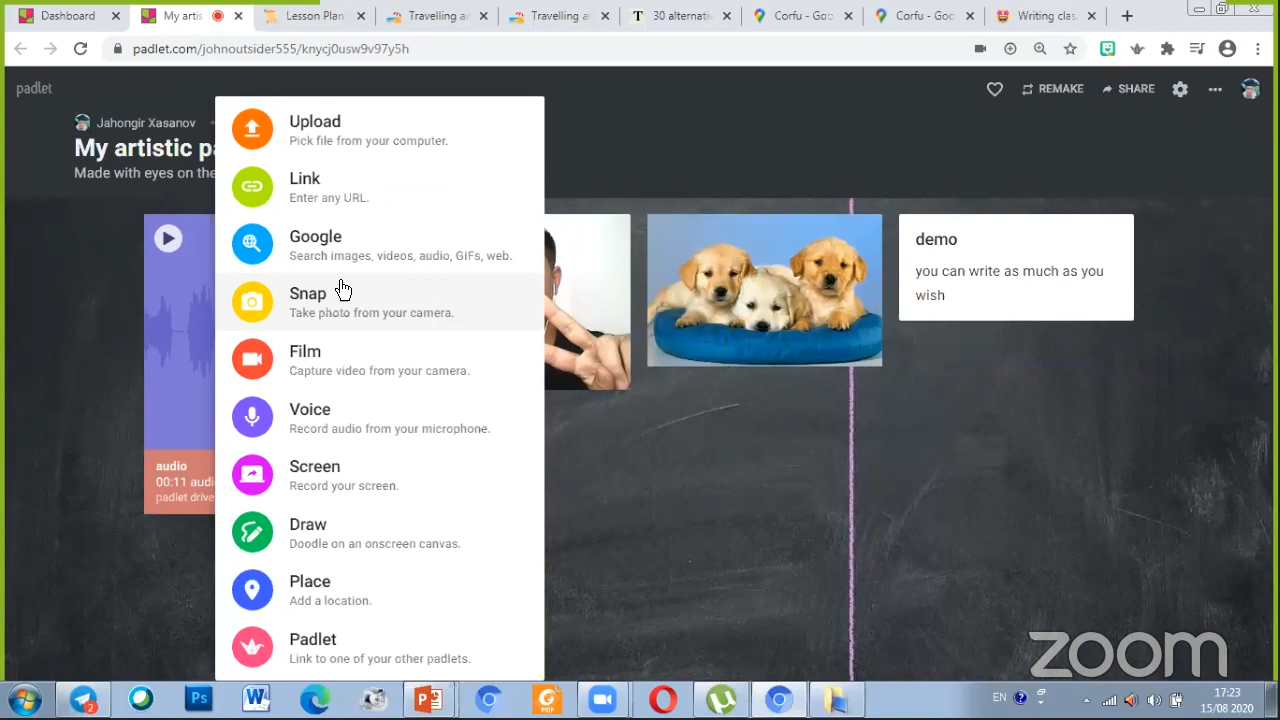 Dashboard
My artis
Lesson Plan
Travelling ar
Travelling ar
T
30 alternati
Corfu - Goo
Corfu - Goo
Writing clas
padlet.com/johnoutsider555/knycj0usw9v97y5h
padlet
REMAKE
SHARE
Jahongir Xasanov
My artistic pa
Made with eyes on the
Upload
Pick file from your computer.
Link
Enter any URL.
Google
Search images, videos, audio, GIFs, web.
Snap
Take photo from your camera.
Film
Capture video from your camera.
Voice
Record audio from your microphone.
Screen
Record your screen.
Draw
Doodle on an onscreen canvas.
Place
Add a location.
Padlet
Link to one of your other padlets.
audio
00:11 audi
padlet drive
demo
you can write as much as you
wish
zoom
2
Ps
W
P
PDF
EN
17:23
15/08 2020